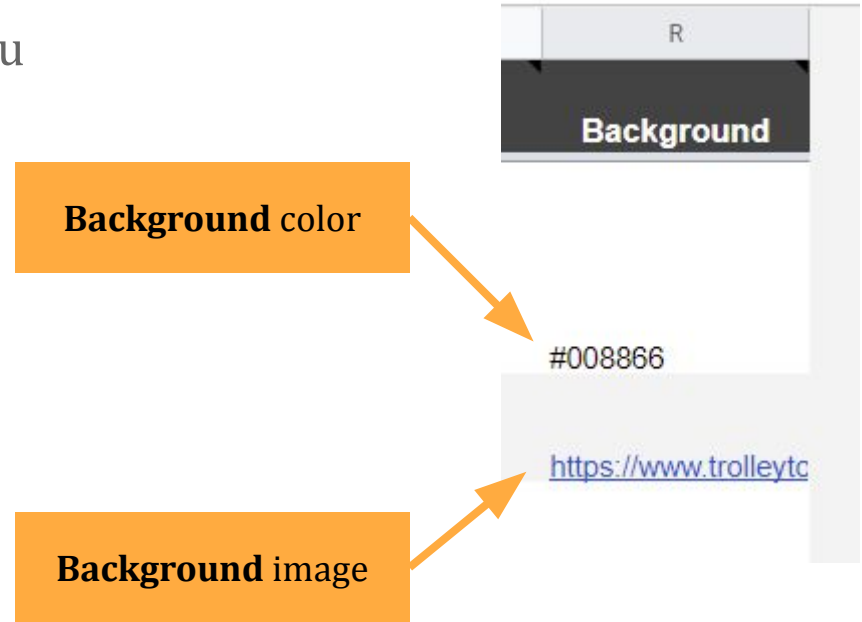 u
R
Background
Background color
#008866
https://www.trolleytc
Background image